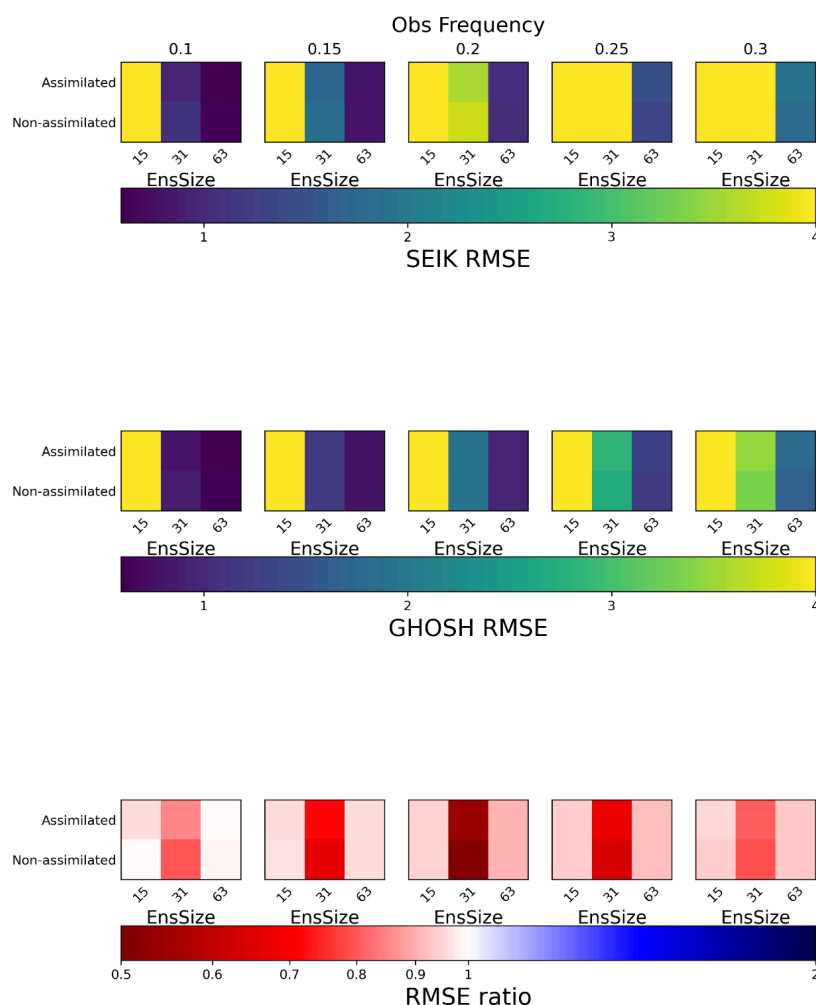 Obs Frequency
0.1 0.15 0.2 0.25 0.3
Assimilated
Non-assimilated
15 31 63 15 31 63 15 31 63 15 31 63 15 31 63
EnsSize EnsSize EnsSize EnsSize EnsSize
1 2 3 4
SEIK RMSE
Assimilated
Non-assimilated
15 31 63 15 31 63 15 31 63 15 31 63 15 31 63
EnsSize EnsSize EnsSize EnsSize EnsSize
1 2 3 4
GHOSH RMSE
Assimilated
Non-assimilated
15 31 63 15 31 63 15 31 63 15 31 63 15 31 63
EnsSize EnsSize EnsSize EnsSize EnsSize
0.5 0.6 0.7 0.8 0.9 1 2
RMSE ratio